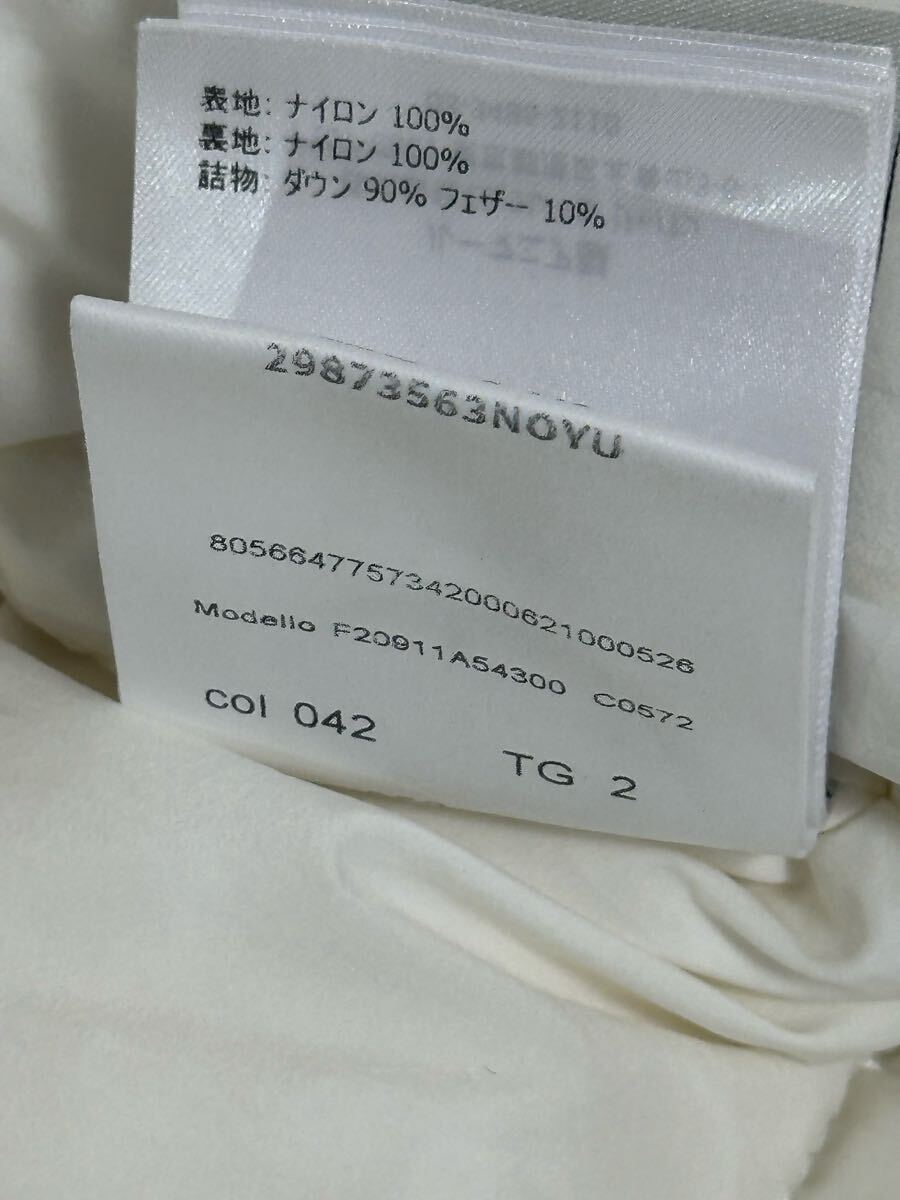 表地: ナイロン 100%
裏地: ナイロン 100%
詰物: ダウン 90% フェザー 10%
29873563NOYU
8056647757342000621000526
Modello F20911A54300 C0572
col 042 TG 2